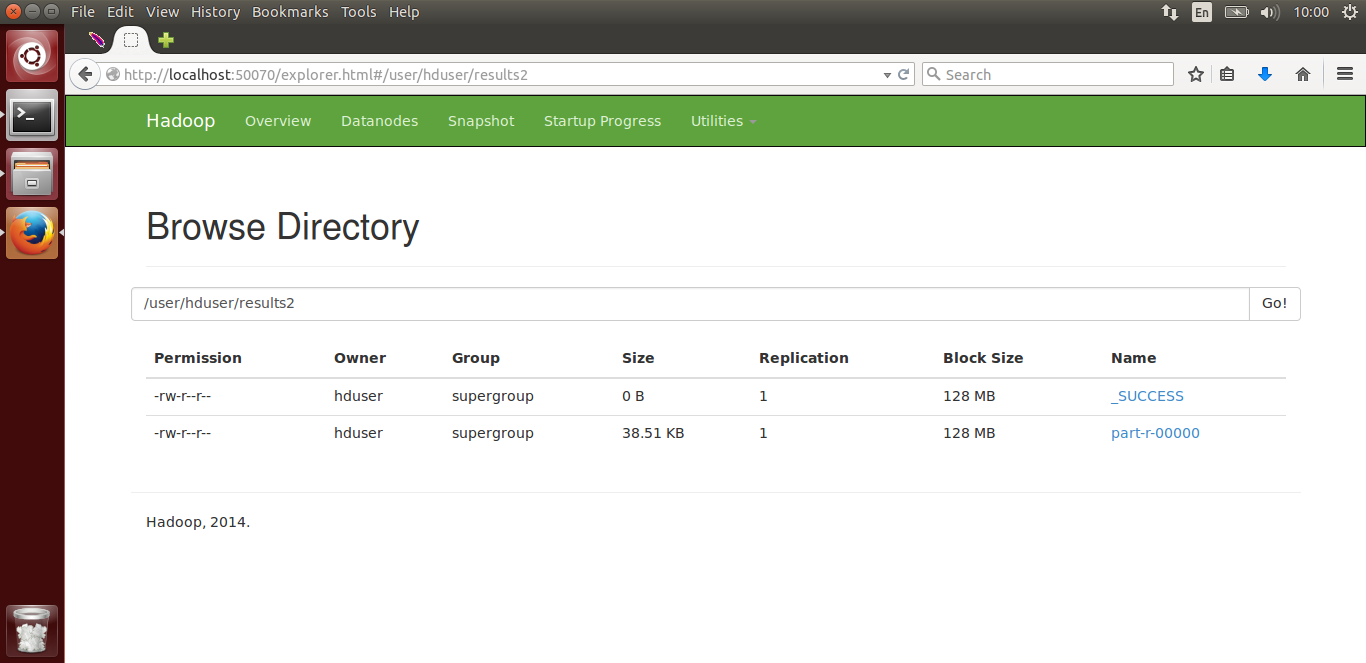 File Edit View History Bookmarks Tools Help En 10:00
http://localhost:50070/explorer.html#/user/hduser/results2 Search
Hadoop Overview Datanodes Snapshot Startup Progress Utilities
Browse Directory
/user/hduser/results2 Go!
Permission Owner Group Size Replication Block Size Name
-rw-r--r-- hduser supergroup 0 B 1 128 MB _SUCCESS
-rw-r--r-- hduser supergroup 38.51 KB 1 128 MB part-r-00000
Hadoop, 2014.